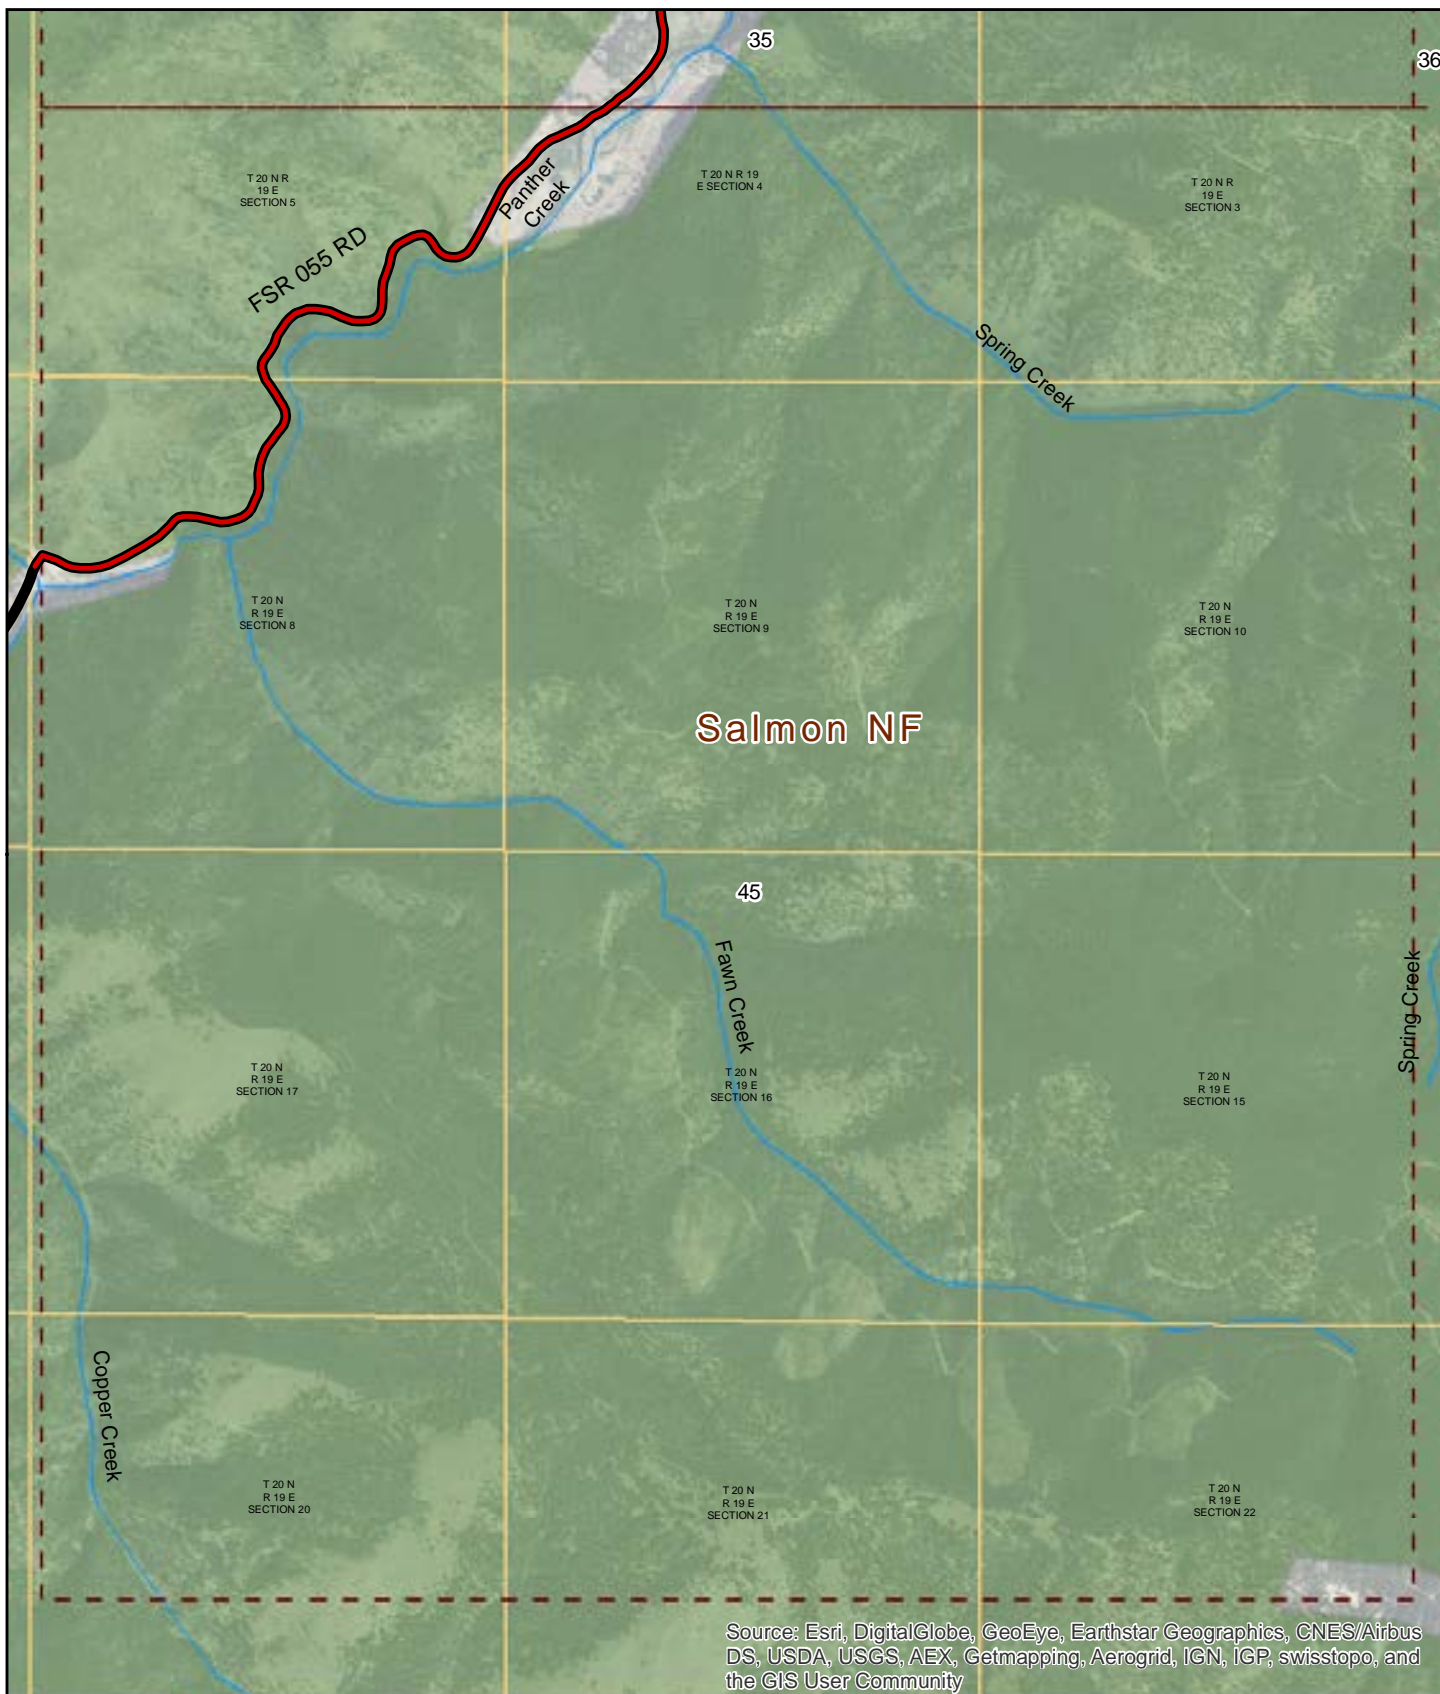 35
36
T 20 N R
19 E
SECTION 5
T 20 N R 19
E SECTION 4
T 20 N R
19 E
SECTION 3
Panther
Creek
FSR 055 RD
Spring Creek
T 20 N
R 19 E
SECTION 8
T 20 N
R 19 E
SECTION 9
T 20 N
R 19 E
SECTION 10
Salmon NF
45
Fawn Creek
Spring Creek
T 20 N
R 19 E
SECTION 17
T 20 N
R 19 E
SECTION 16
T 20 N
R 19 E
SECTION 15
Copper Creek
T 20 N
R 19 E
SECTION 20
T 20 N
R 19 E
SECTION 21
T 20 N
R 19 E
SECTION 22
Source: Esri, DigitalGlobe, GeoEye, Earthstar Geographics, CNES/Airbus
DS, USDA, USGS, AEX, Getmapping, Aerogrid, IGN, IGP, swisstopo, and
the GIS User Community